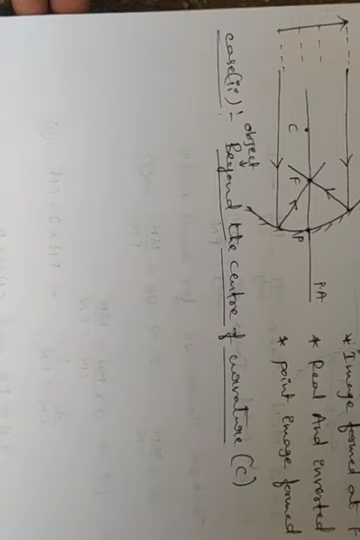 C
F
P
P.A
* Image formed at F
* Real And inverted
* point image formed
case(ii):- object Beyond the centre of curvature (C)